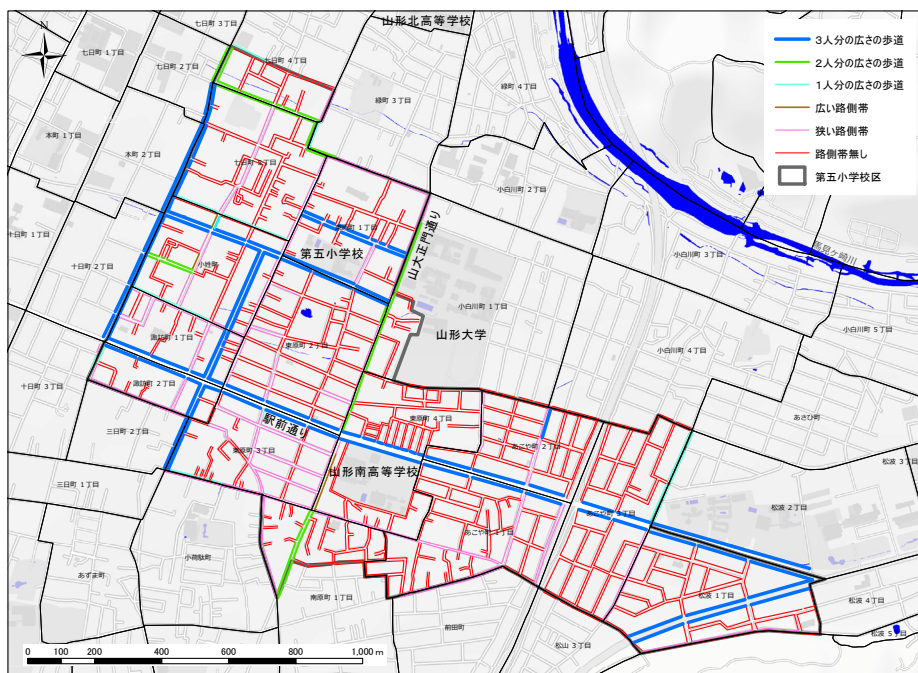 山形北高等学校
七日町 3丁目
N
七日町 1丁目
七日町 2丁目
七日町 4丁目
緑町 4丁目
緑町 3丁目
本町 1丁目
本町 2丁目
小白川町 2丁目
3人分の広さの歩道
2人分の広さの歩道
1人分の広さの歩道
広い路側帯
狭い路側帯
路側帯無し
第五小学校区
十日町 1丁目
十日町 2丁目
第五小学校
山大正門通り
小白川町 3丁目
馬見ヶ崎川
小白川町 1丁目
山形大学
小白川町 5丁目
小白川町 4丁目
諏訪町 1丁目
東原町 2丁目
諏訪町 2丁目
十日町 3丁目
三日町 2丁目
駅前通り
東原町 4丁目
東原町 3丁目
あこや町 2丁目
あさひ町
山形南高等学校
松波 3丁目
三日町 1丁目
松波 2丁目
あこや町 3丁目
あこや町 1丁目
小荷駄町
あずま町
南原町 1丁目
松波 1丁目
松波 4丁目
前田町
松山 3丁目
松波 5丁目
0 100 200 400 600 800 1,000 m